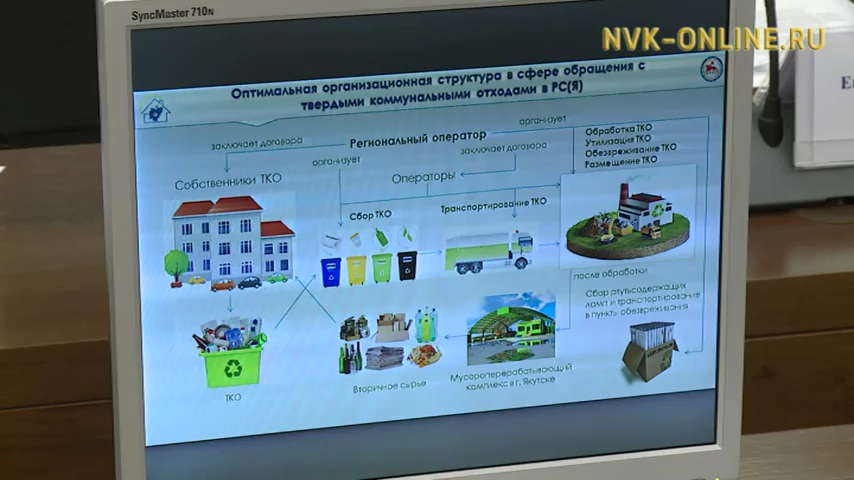 SyncMaster 710N
NVK-ONLINE.RU
Оптимальная организационная структура в сфере обращения с
твердыми коммунальными отходами в РС(Я)
организует
заключает договора
Региональный оператор
организует
заключает договора
Обработка ТКО
Утилизация ТКО
Обезвреживание ТКО
Размещение ТКО
Собственники ТКО
Операторы
Сбор ТКО
Транспортирование ТКО
после обработки
Сбор ртутьсодержащих
ламп и транспортирование
в пункты обезвреживания
ТКО
Вторичное сырье
Мусороперерабатывающий
комплекс в г. Якутске